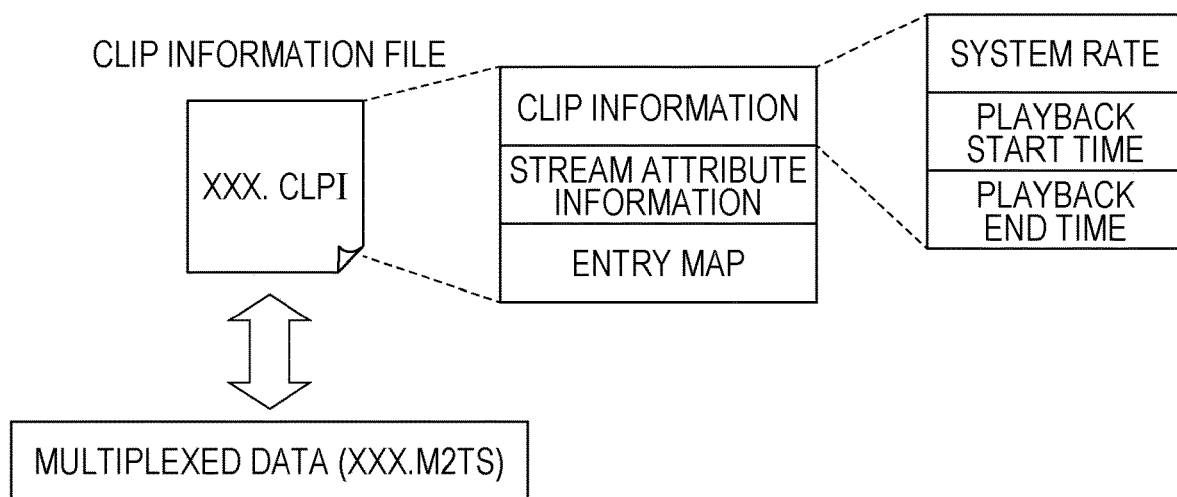 CLIP INFORMATION FILE
XXX. CLPI
CLIP INFORMATION
STREAM ATTRIBUTE
INFORMATION
ENTRY MAP
SYSTEM RATE
PLAYBACK
START TIME
PLAYBACK
END TIME
MULTIPLEXED DATA (XXX.M2TS)